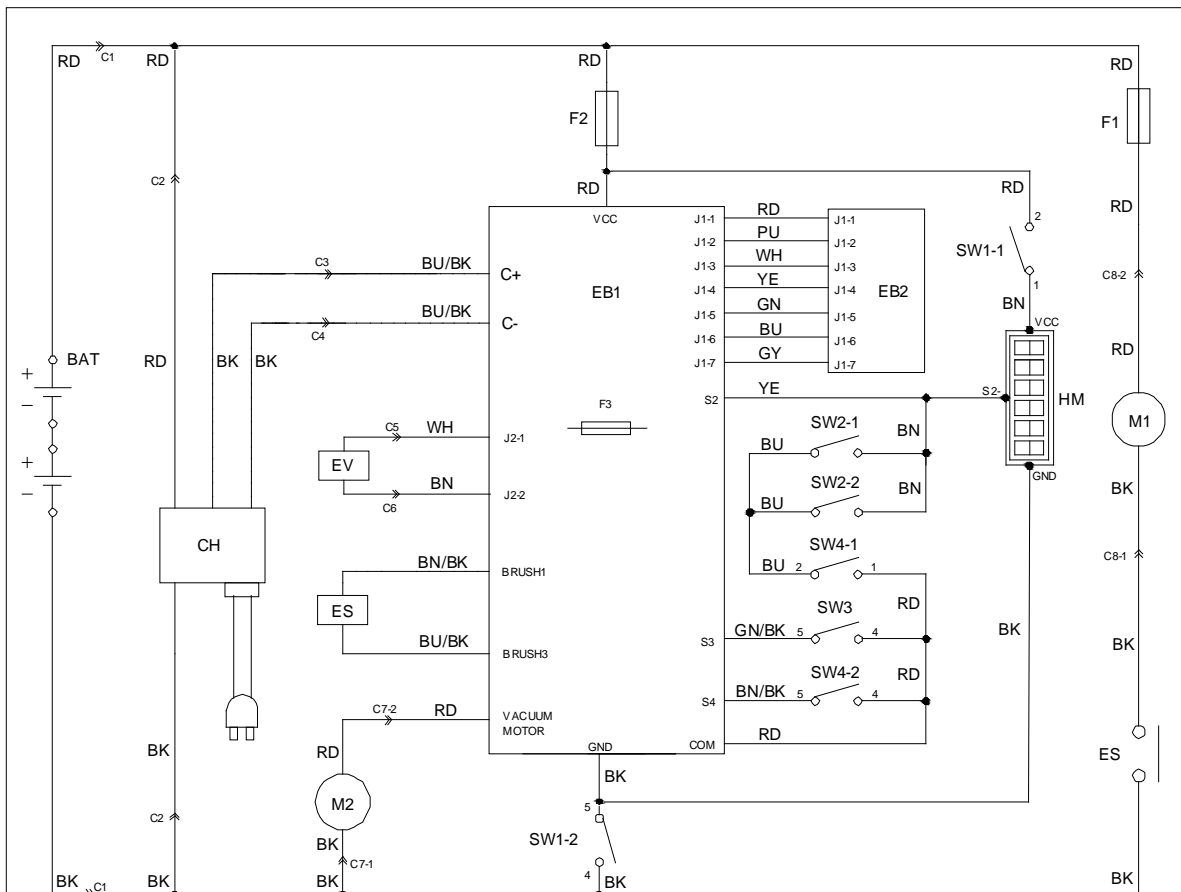 RD
C1
RD
RD
RD
F2
F1
C2
RD
RD
RD
2
VCC
J1-1
RD
J1-1
J1-2
PU
J1-2
SW1-1
J1-3
WH
J1-3
C3
BU/BK
C+
EB1
J1-4
YE
J1-4
EB2
1
C8-2
J1-5
GN
J1-5
BN
C4
BU/BK
C-
J1-6
BU
J1-6
VCC
BAT
RD
BK
BK
J1-7
GY
J1-7
RD
+
−
S2
YE
S2-
HM
F3
M1
C5
WH
J2-1
SW2-1
BU
BN
+
−
EV
BN
J2-2
C6
SW2-2
BU
BN
GND
BK
CH
SW4-1
BU
2
1
C8-1
BN/BK
BRUSH1
ES
RD
SW3
BU/BK
BRUSH3
S3
GN/BK
5
4
BK
BK
SW4-2
RD
S4
BN/BK
5
4
C7-2
RD
VACUUM
MOTOR
GND
COM
RD
BK
RD
BK
ES
M2
5
C2
SW1-2
BK
C7-1
4
BK
C1
BK
BK
BK
BK